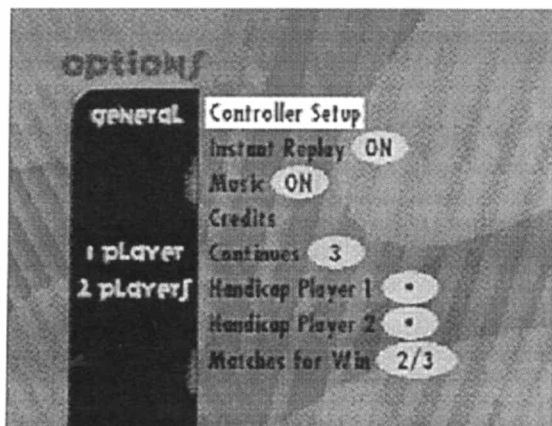 options
general Controller Setup
Instant Replay ON
Music ON
Credits
1 player Continues 3
2 players Handicap Player 1 •
Handicap Player 2 •
Matches for Win 2/3